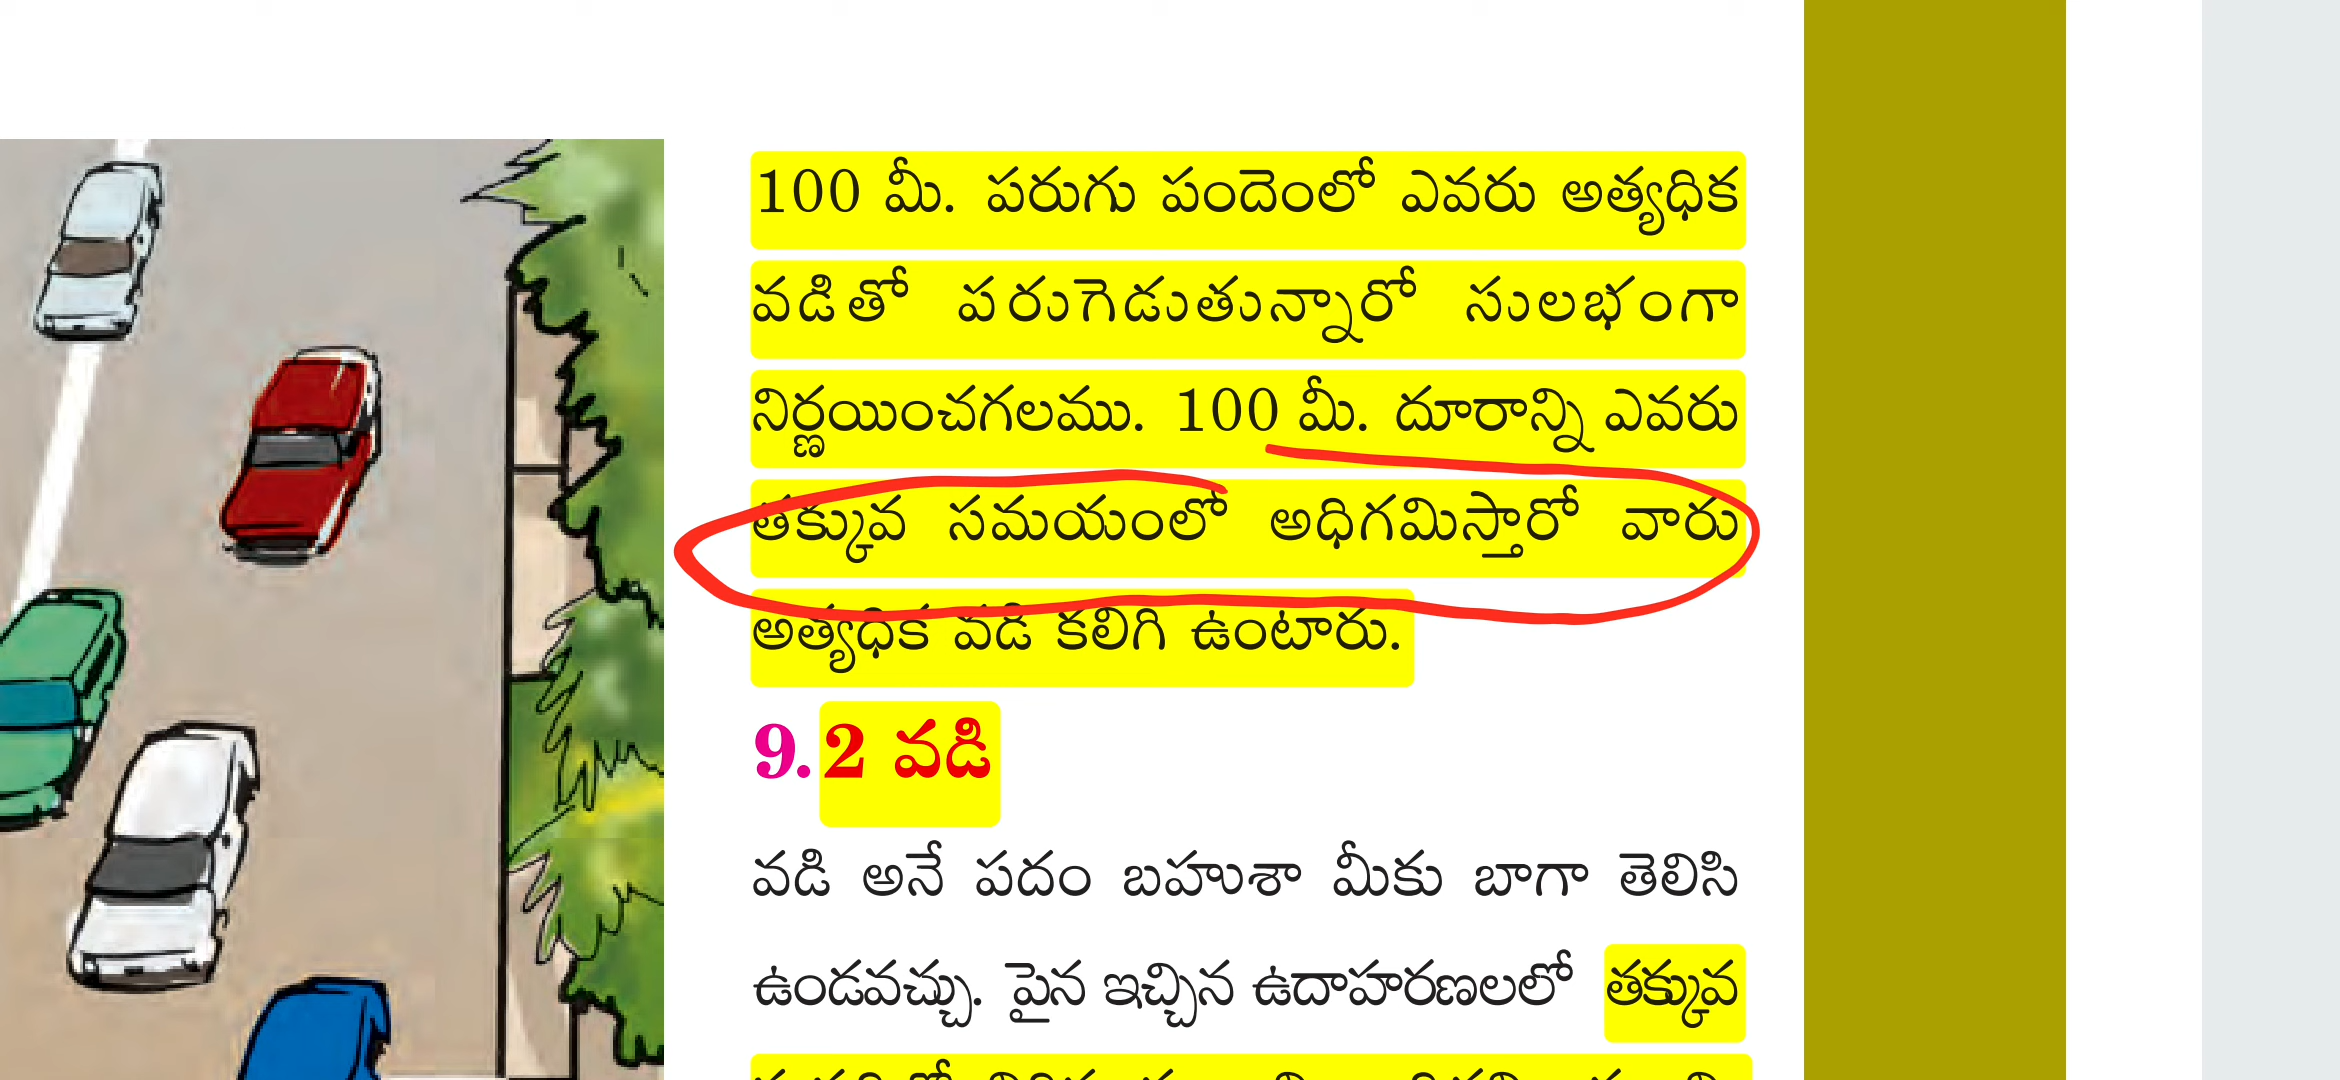 100 మీ. పరుగు పందెంలో ఎవరు అత్యధిక
వడితో పరుగెడుతున్నారో సులభంగా
నిర్ణయించగలము. 100 మీ. దూరాన్ని ఎవరు
తక్కువ సమయంలో అధిగమిస్తారో వారు
అత్యధిక వడి కలిగి ఉంటారు.
9.2 వడి
వడి అనే పదం బహుశా మీకు బాగా తెలిసి
ఉండవచ్చు. పైన ఇచ్చిన ఉదాహరణలలో తక్కువ